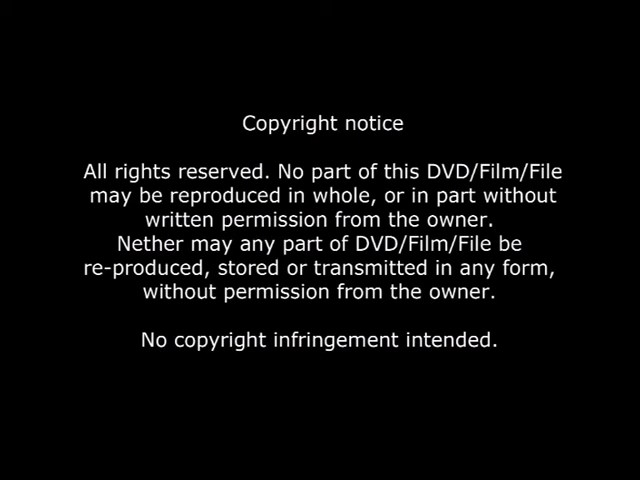 Copyright notice
All rights reserved. No part of this DVD/Film/File
may be reproduced in whole, or in part without
written permission from the owner.
Nether may any part of DVD/Film/File be
re-produced, stored or transmitted in any form,
without permission from the owner.
No copyright infringement intended.